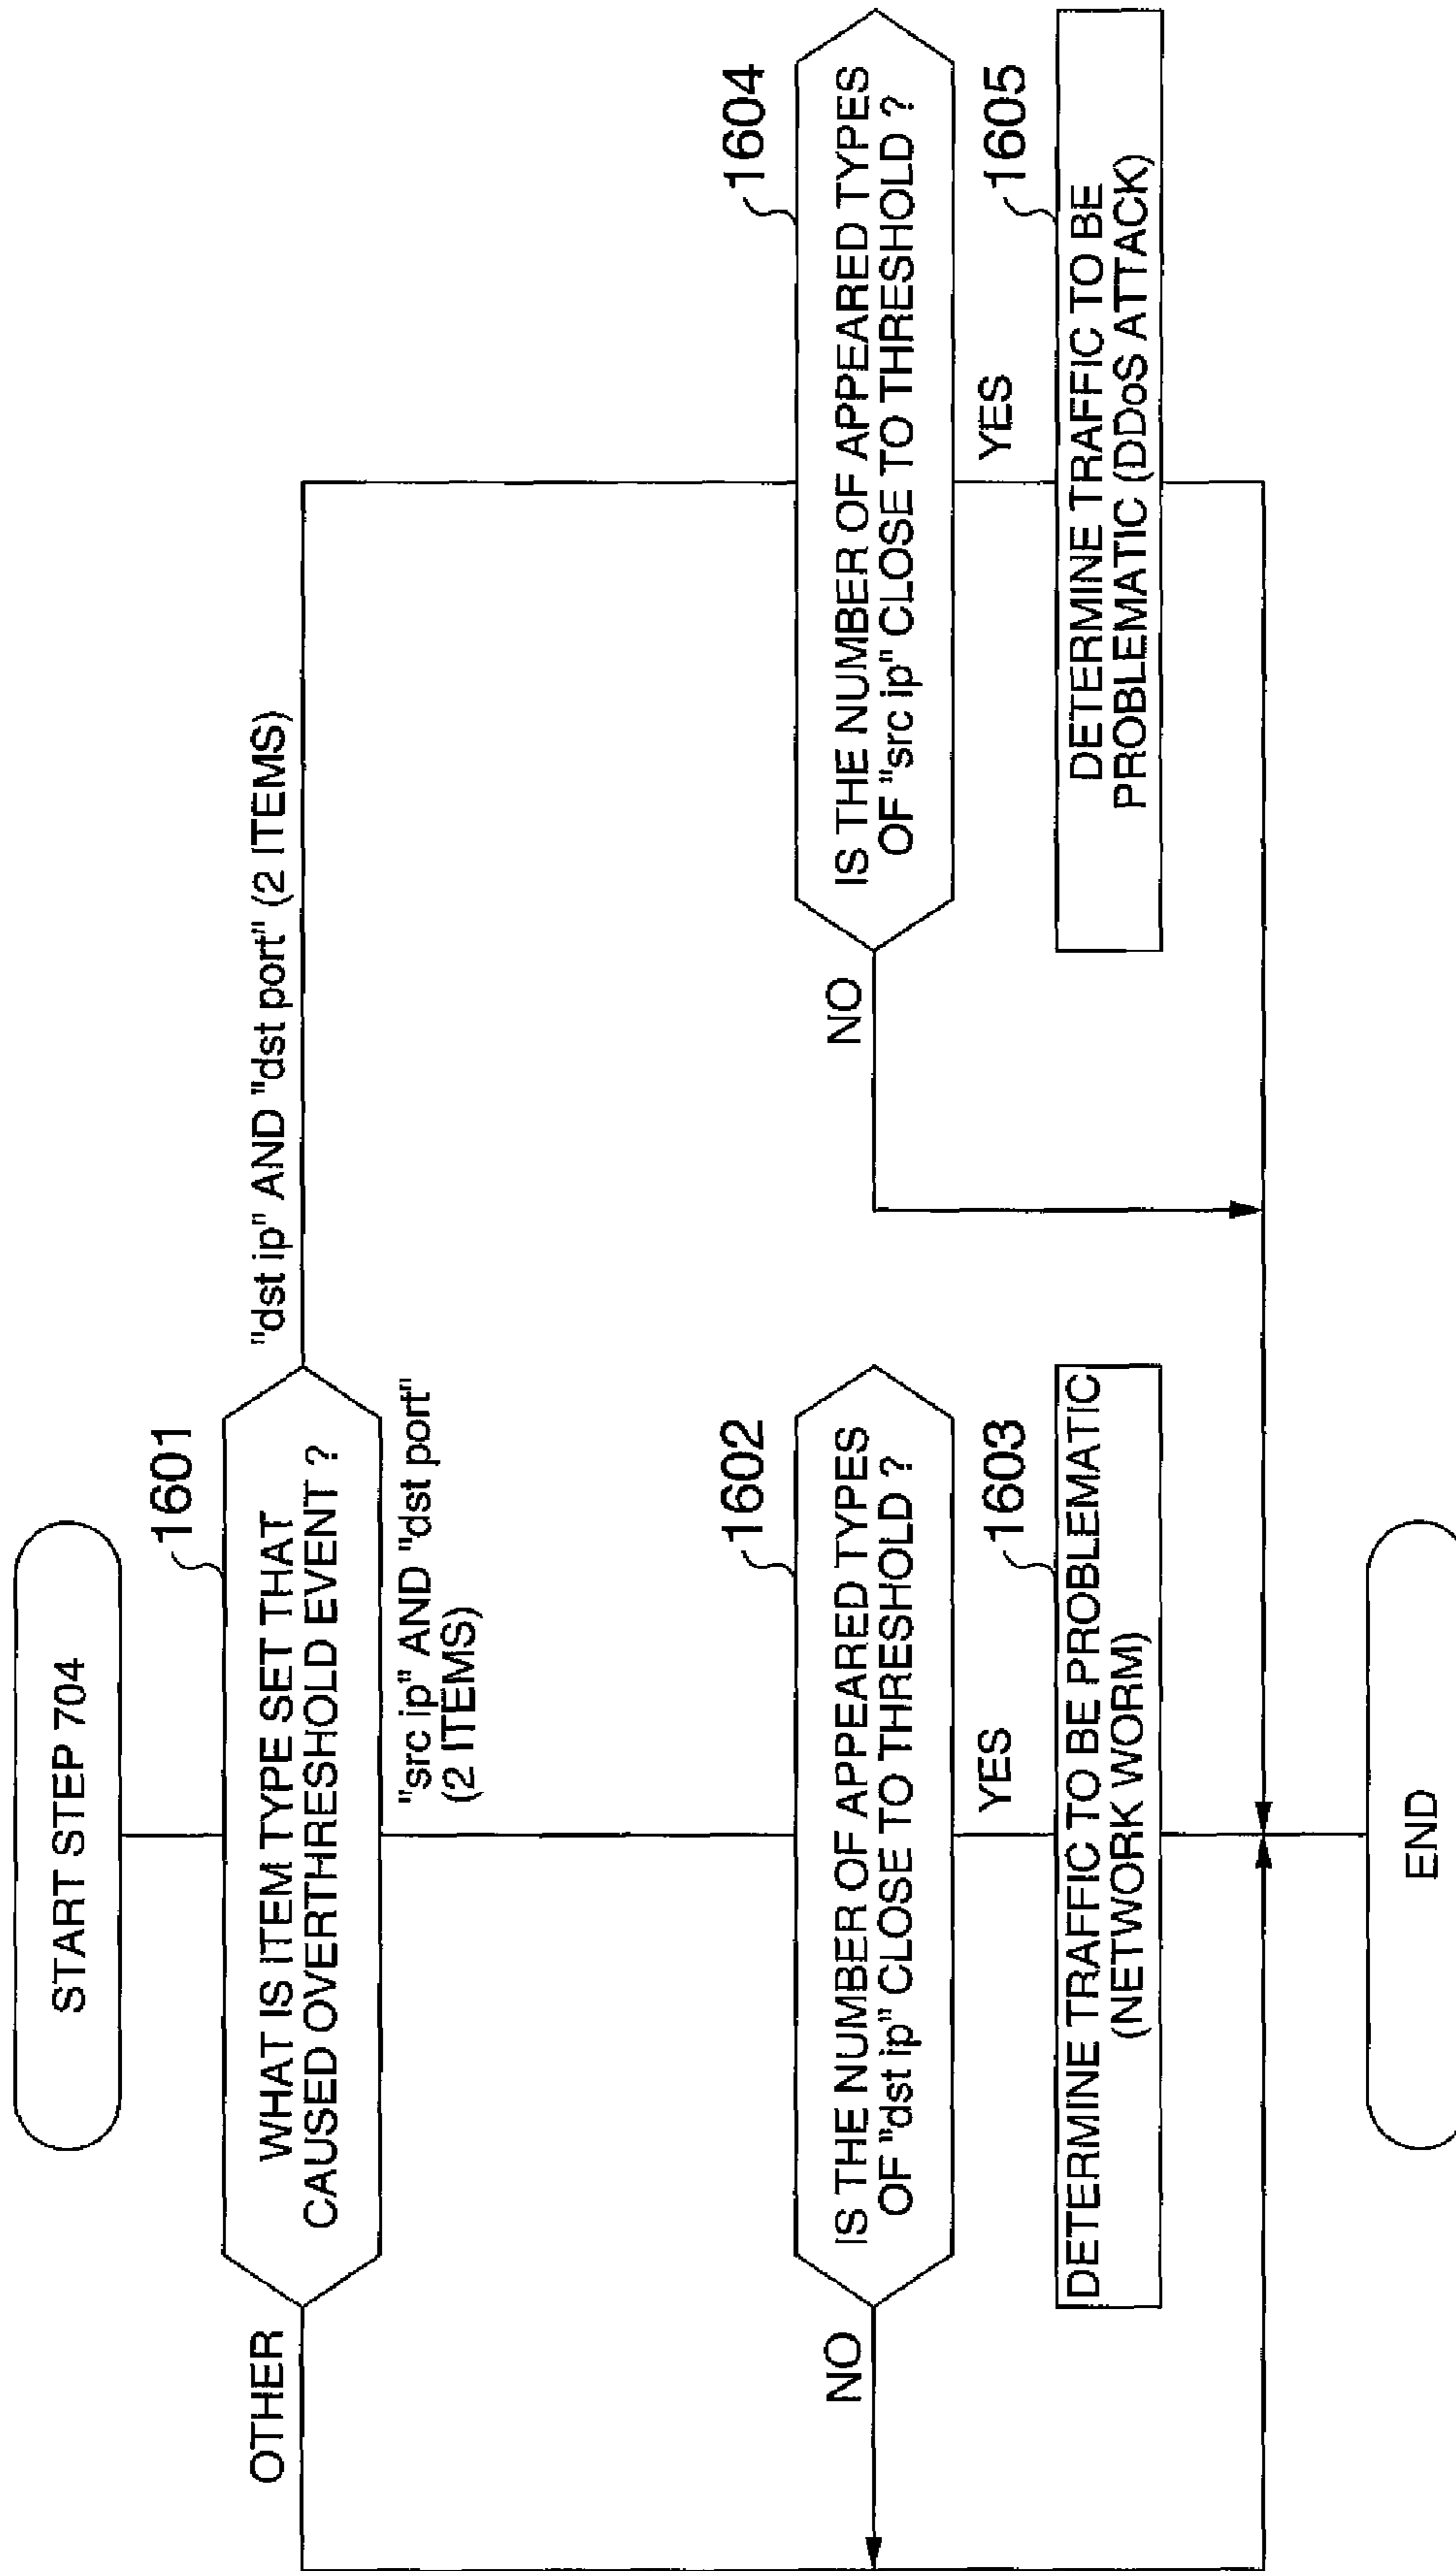 START STEP 704
1601
WHAT IS ITEM TYPE SET THAT
CAUSED OVERTHRESHOLD EVENT ?
OTHER
"dst ip" AND "dst port" (2 ITEMS)
"src ip" AND "dst port"
(2 ITEMS)
1602
IS THE NUMBER OF APPEARED TYPES
OF "dst ip" CLOSE TO THRESHOLD ?
NO
YES
1603
DETERMINE TRAFFIC TO BE PROBLEMATIC
(NETWORK WORM)
1604
IS THE NUMBER OF APPEARED TYPES
OF "src ip" CLOSE TO THRESHOLD ?
NO
YES
1605
DETERMINE TRAFFIC TO BE
PROBLEMATIC (DDoS ATTACK)
END